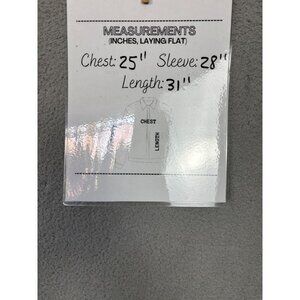 MEASUREMENTS
(INCHES, LAYING FLAT)
Chest: 25" Sleeve: 28"
Length: 31"
CHEST
LENGTH